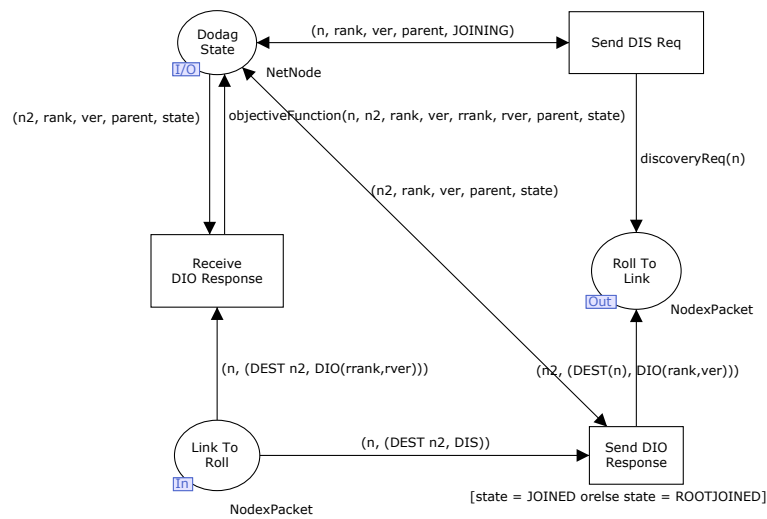 Dodag
State
I/O
NetNode
(n, rank, ver, parent, JOINING)
Send DIS Req
(n2, rank, ver, parent, state)
objectiveFunction(n, n2, rank, ver, rrank, rver, parent, state)
discoveryReq(n)
(n2, rank, ver, parent, state)
Receive
DIO Response
Roll To
Link
Out
NodexPacket
(n, (DEST n2, DIO(rrank,rver)))
(n2, (DEST(n), DIO(rank,ver)))
Link To
Roll
In
NodexPacket
(n, (DEST n2, DIS))
Send DIO
Response
[state = JOINED orelse state = ROOTJOINED]